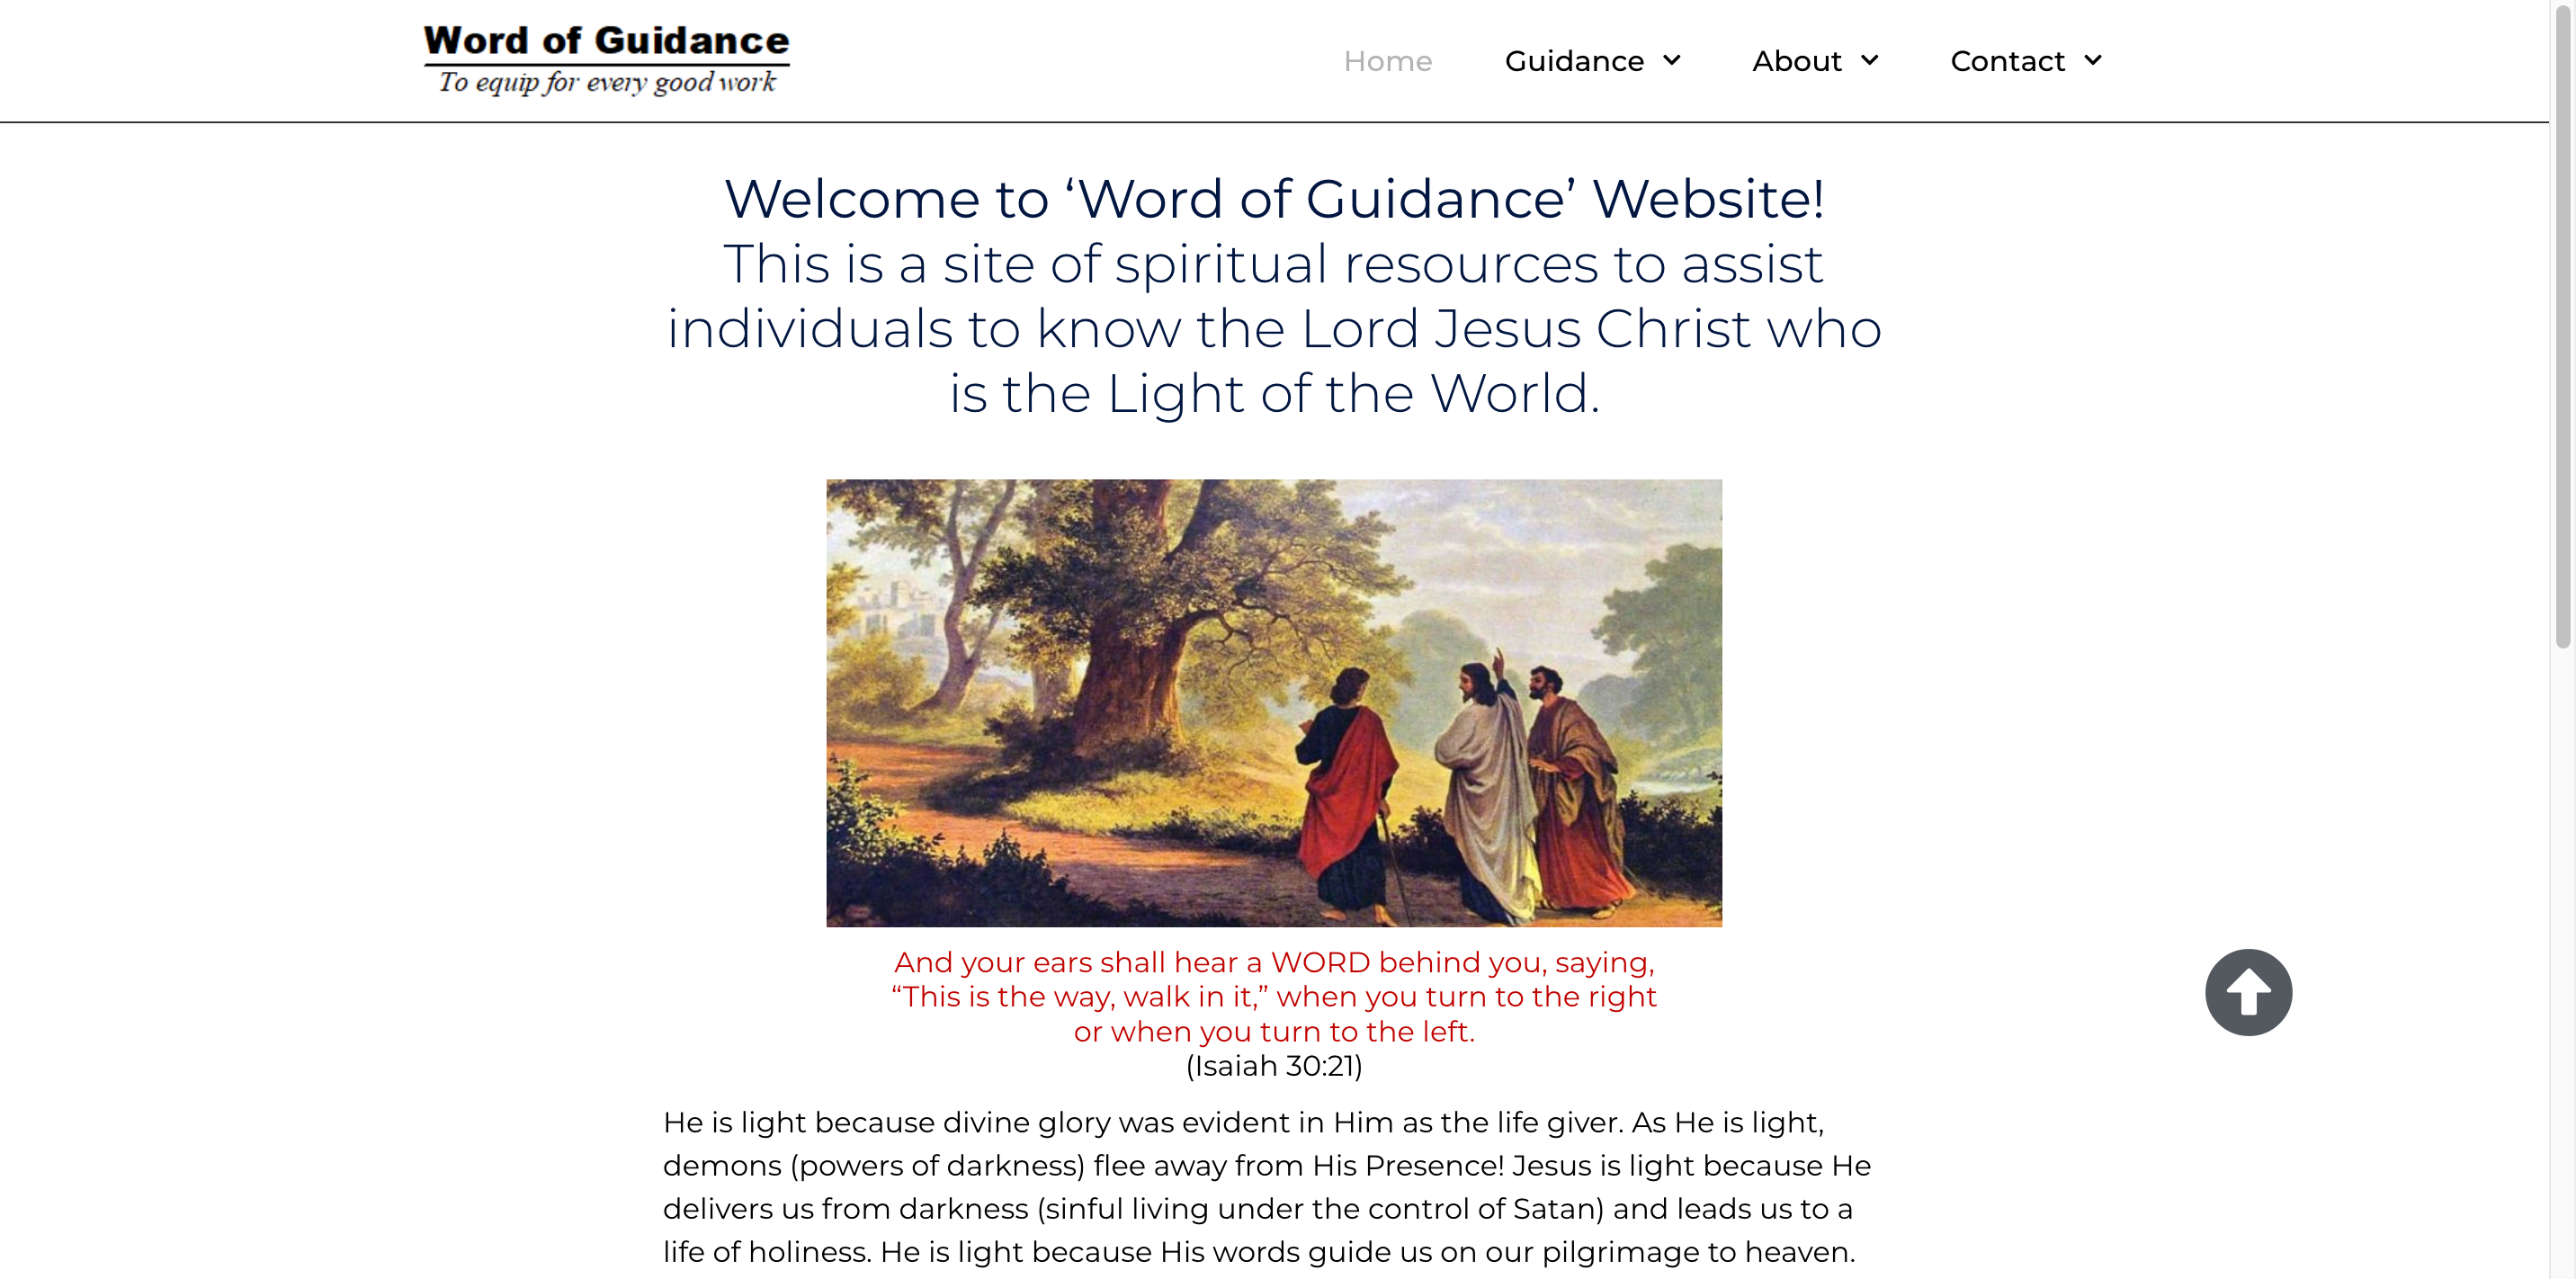 Word of Guidance
To equip for every good work
Home
Guidance
About
Contact
Welcome to ‘Word of Guidance’ Website!
This is a site of spiritual resources to assist
individuals to know the Lord Jesus Christ who
is the Light of the World.
And your ears shall hear a WORD behind you, saying,
“This is the way, walk in it,” when you turn to the right
or when you turn to the left.
(Isaiah 30:21)
He is light because divine glory was evident in Him as the life giver. As He is light,
demons (powers of darkness) flee away from His Presence! Jesus is light because He
delivers us from darkness (sinful living under the control of Satan) and leads us to a
life of holiness. He is light because His words guide us on our pilgrimage to heaven.